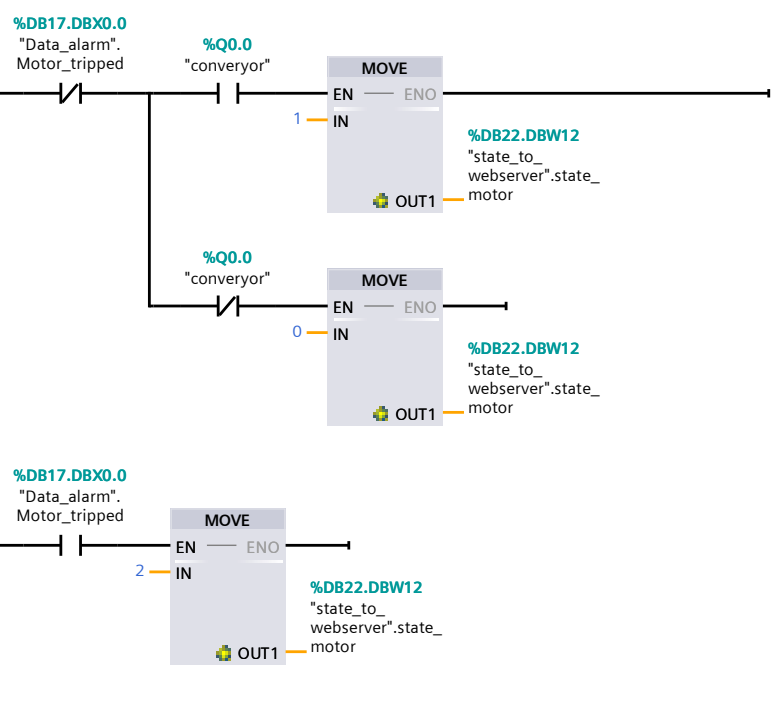 %DB17.DBX0.0
"Data_alarm".
Motor_tripped
%Q0.0
"converyor"
MOVE
EN
ENO
1
IN
%DB22.DBW12
"state_to_
webserver".state_
motor
OUT1
%Q0.0
"converyor"
MOVE
EN
ENO
0
IN
%DB22.DBW12
"state_to_
webserver".state_
motor
OUT1
%DB17.DBX0.0
"Data_alarm".
Motor_tripped
MOVE
EN
ENO
2
IN
%DB22.DBW12
"state_to_
webserver".state_
motor
OUT1